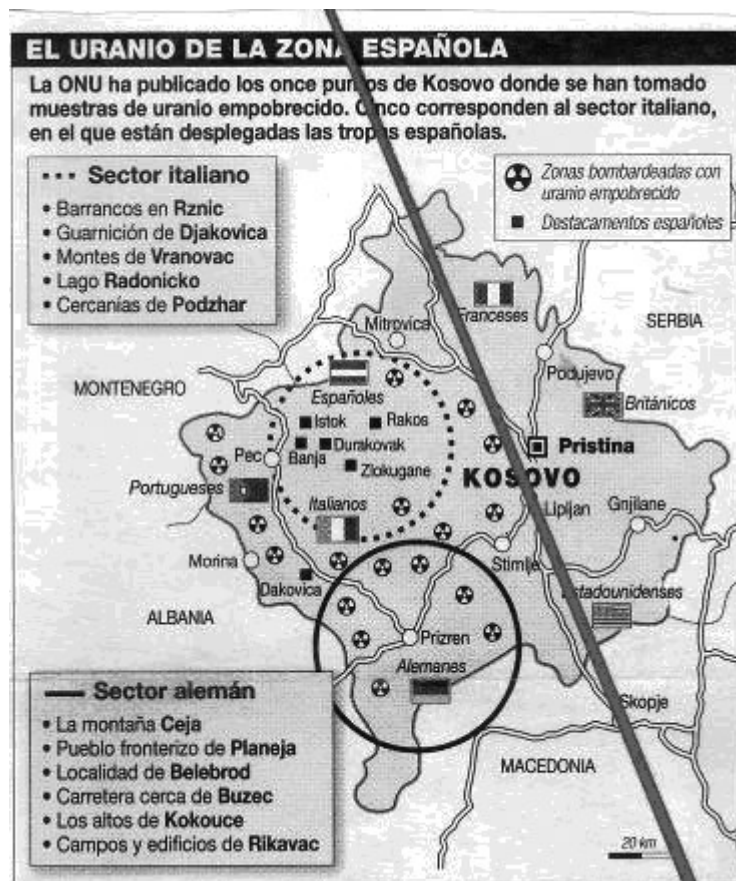 EL URANIO DE LA ZONA ESPAÑOLA
La ONU ha publicado los once puntos de Kosovo donde se han tomado
muestras de uranio empobrecido. Cinco corresponden al sector italiano,
en el que están desplegadas las tropas españolas.
Sector italiano
• Barrancos en Rznic
• Guarnición de Djakovica
• Montes de Vranovac
• Lago Radonicko
• Cercanías de Podzhar
Zonas bombardeadas con
uranio empobrecido
Destacamentos españoles
Franceses
Mitrovica
SERBIA
MONTENEGRO
Podujevo
Españoles
Británicos
Istok
Rakos
Pec
Banja
Durakovak
Pristina
Zlokugane
KOSOVO
Portugueses
Italianos
Lipljan
Gnjilane
Morina
Stimlje
Dakovica
Estadounidenses
ALBANIA
Prizren
Alemanes
Skopje
MACEDONIA
20 km
Sector alemán
• La montaña Ceja
• Pueblo fronterizo de Planeja
• Localidad de Belebrod
• Carretera cerca de Buzec
• Los altos de Kokouce
• Campos y edificios de Rikavac